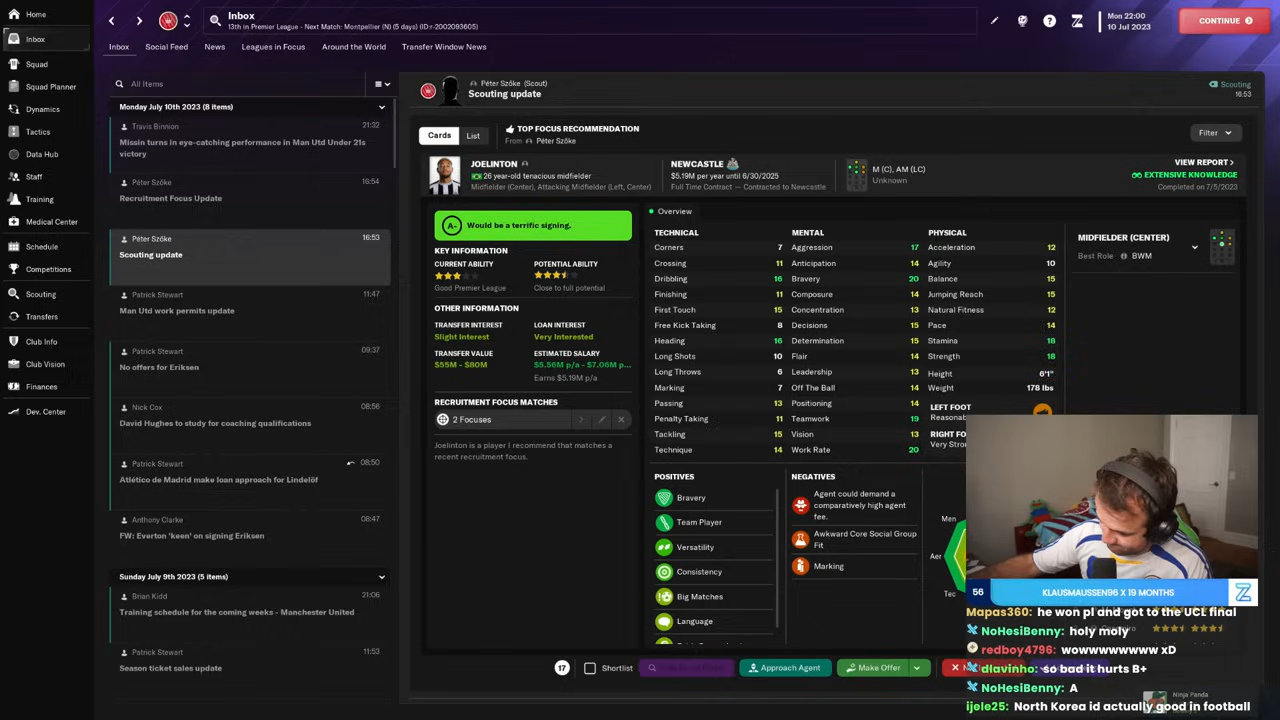 Home
Inbox
Squad
Squad Planner
Dynamics
Tactics
Data Hub
Staff
Training
Medical Center
Schedule
Competitions
Scouting
Transfers
Club Info
Club Vision
Finances
Dev. Center
Inbox
13th in Premier League - Next Match: Montpellier (N) (5 days) (ID:r-2002093605)
Mon 22:00
10 Jul 2023
CONTINUE
Inbox
Social Feed
News
Leagues in Focus
Around the World
Transfer Window News
All Items
Monday July 10th 2023 (8 items)
Travis Binnion 21:32
Missin turns in eye-catching performance in Man Utd Under 21s
victory
Péter Szőke 16:54
Recruitment Focus Update
Péter Szőke 16:53
Scouting update
Patrick Stewart 11:47
Man Utd work permits update
Patrick Stewart 09:37
No offers for Eriksen
Nick Cox 08:56
David Hughes to study for coaching qualifications
Patrick Stewart 08:50
Atlético de Madrid make loan approach for Lindelöf
Anthony Clarke 08:47
FW: Everton 'keen' on signing Eriksen
Sunday July 9th 2023 (5 items)
Brian Kidd 21:06
Training schedule for the coming weeks - Manchester United
Patrick Stewart 11:53
Season ticket sales update
Péter Szőke (Scout)
Scouting update
Scouting
16:53
Cards
List
TOP FOCUS RECOMMENDATION
From Péter Szőke
Filter
JOELINTON
26 year-old tenacious midfielder
Midfielder (Center), Attacking Midfielder (Left, Center)
NEWCASTLE
$5.19M per year until 6/30/2025
Full Time Contract — Contracted to Newcastle
M (C), AM (LC)
Unknown
VIEW REPORT >
EXTENSIVE KNOWLEDGE
Completed on 7/5/2023
A- Would be a terrific signing.
KEY INFORMATION
CURRENT ABILITY
Good Premier League
POTENTIAL ABILITY
Close to full potential
OTHER INFORMATION
TRANSFER INTEREST
Slight Interest
LOAN INTEREST
Very Interested
TRANSFER VALUE
$55M - $80M
ESTIMATED SALARY
$5.56M p/a - $7.06M p...
Earns $5.19M p/a
RECRUITMENT FOCUS MATCHES
2 Focuses
Joelinton is a player I recommend that matches a
recent recruitment focus.
Overview
TECHNICAL
Corners 7
Crossing 11
Dribbling 16
Finishing 11
First Touch 15
Free Kick Taking 8
Heading 16
Long Shots 10
Long Throws 6
Marking 7
Passing 13
Penalty Taking 11
Tackling 15
Technique 14
MENTAL
Aggression 17
Anticipation 14
Bravery 20
Composure 14
Concentration 13
Decisions 15
Determination 15
Flair 14
Leadership 13
Off The Ball 14
Positioning 14
Teamwork 19
Vision 13
Work Rate 20
PHYSICAL
Acceleration 12
Agility 10
Balance 15
Jumping Reach 15
Natural Fitness 12
Pace 14
Stamina 18
Strength 18
Height 6'1"
Weight 178 lbs
LEFT FOOT
RIGHT
MIDFIELDER (CENTER)
Best Role BWM
POSITIVES
Bravery
Team Player
Versatility
Consistency
Big Matches
Language
NEGATIVES
Agent could demand a
comparatively high agent
fee.
Awkward Core Social Group
Fit
Marking
17
Shortlist
Approach Agent
Make Offer
56
KLAUSMAUSSEN96 X 19 MONTHS
Mapas360: he won pl and got to the UCl final
NoHesiBenny: holy moly
redboy4796: wowwwwwwww xD
dlavinho: so bad it hurts B+
NoHesiBenny: A
ijele25: North Korea id actually good in football
Ninja Panda